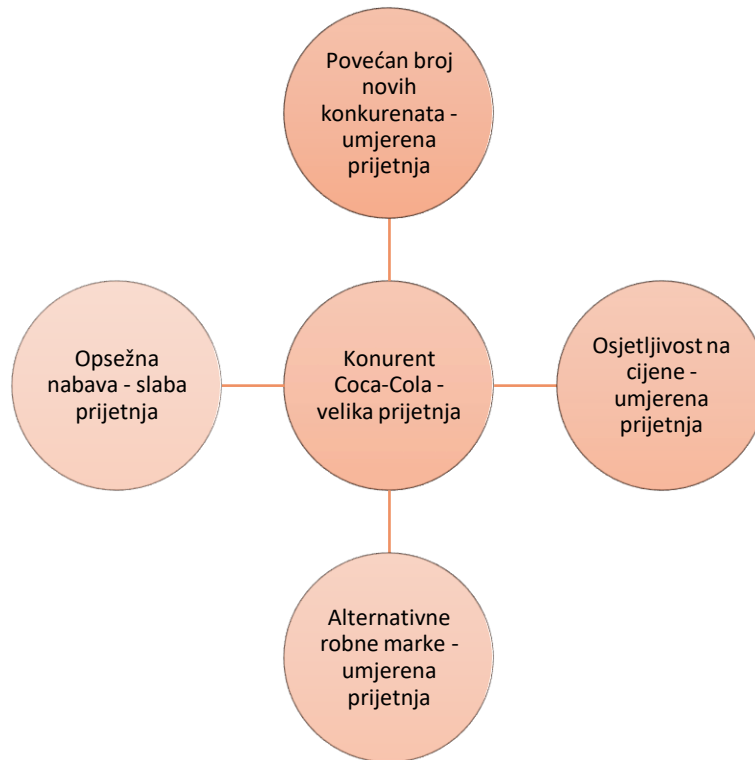 Povećan broj
novih
konkurenata -
umjerena
prijetnja
Opsežna
nabava - slaba
prijetnja
Konurent
Coca-Cola -
velika prijetnja
Osjetljivost na
cijene -
umjerena
prijetnja
Alternativne
robne marke -
umjerena
prijetnja